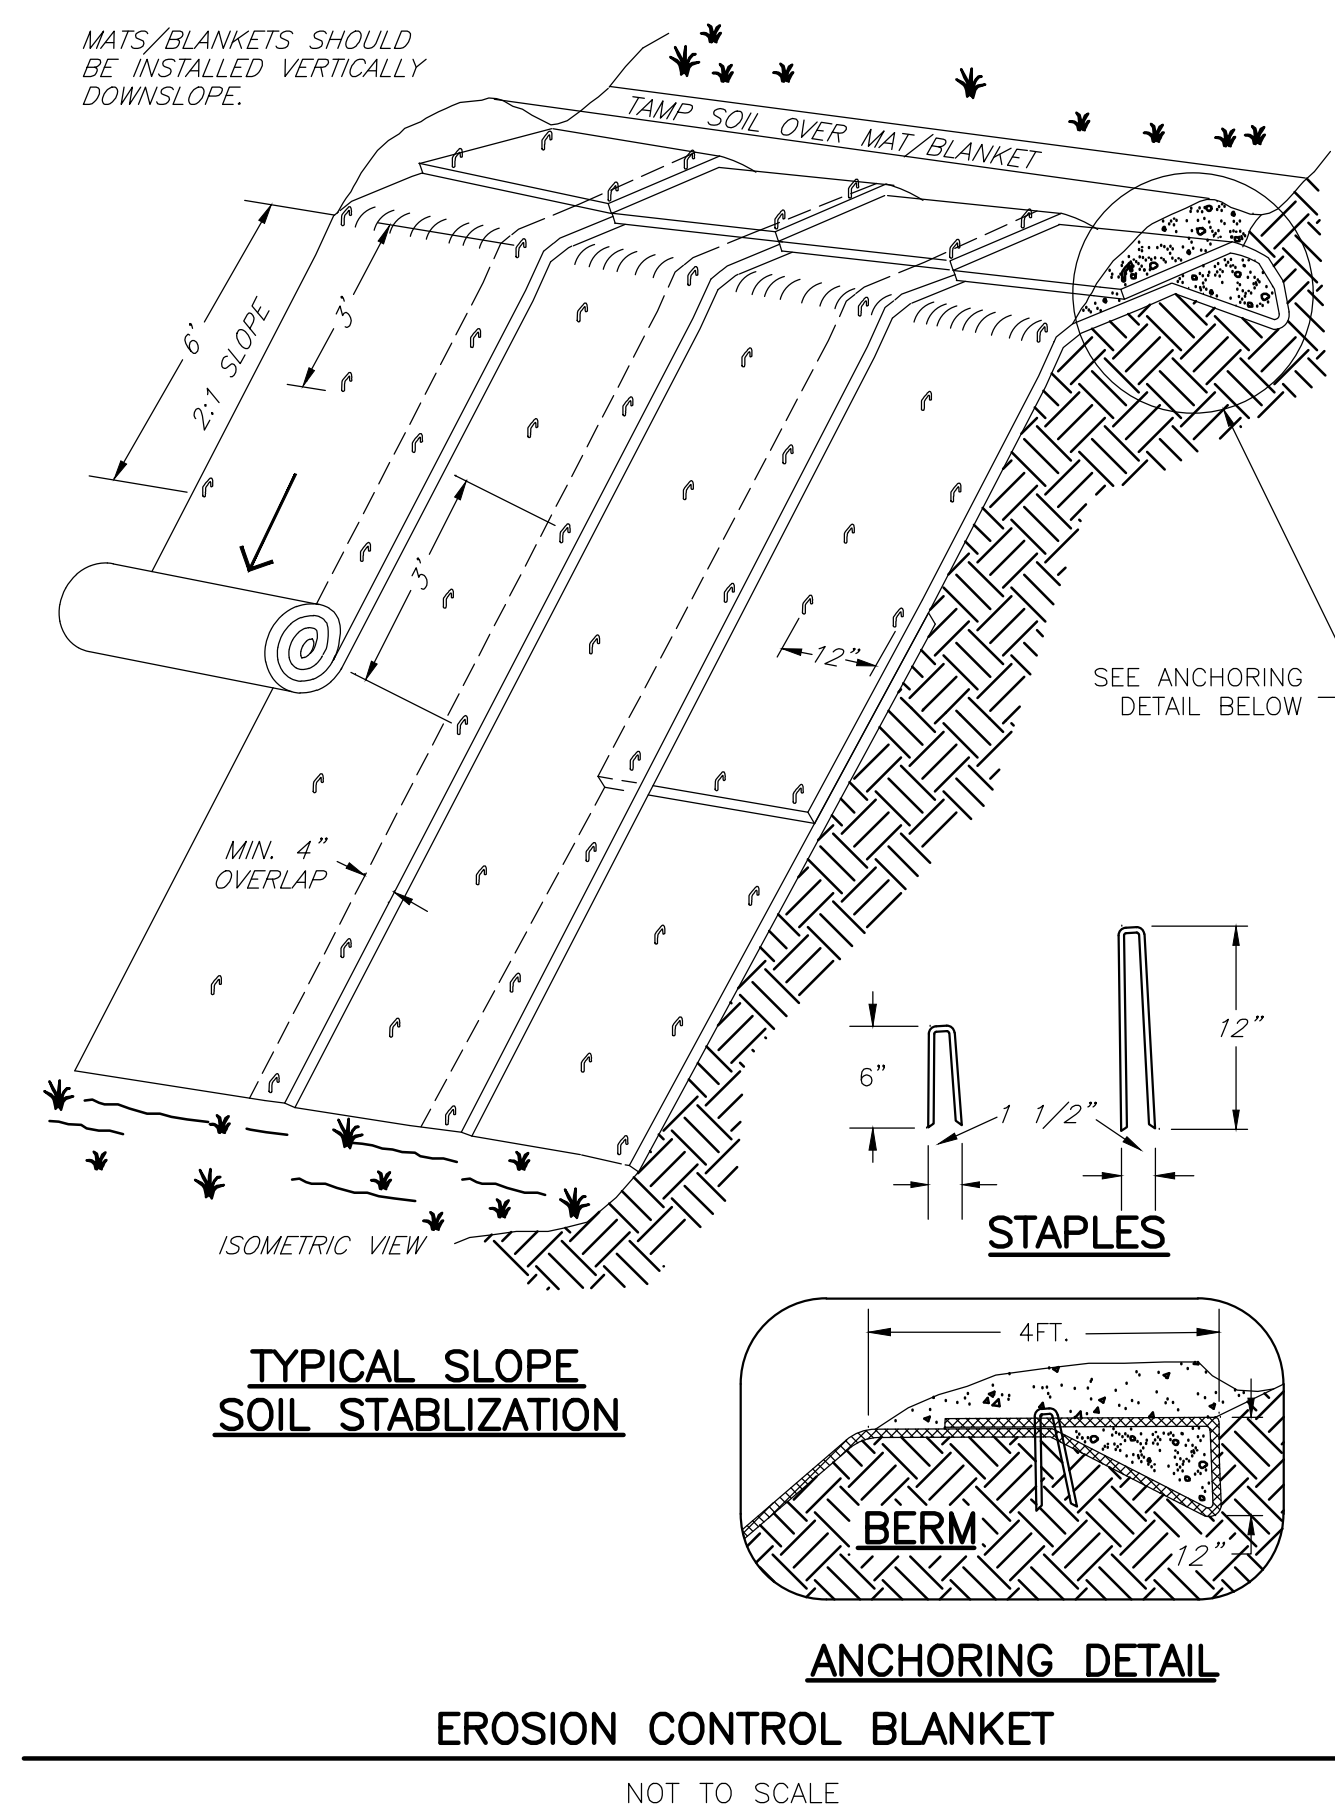 MATS/BLANKETS SHOULD
BE INSTALLED VERTICALLY
DOWNSLOPE.
TAMP SOIL OVER MAT/BLANKET
6'
2:1 SLOPE
3'
3'
12"
SEE ANCHORING
DETAIL BELOW
MIN. 4"
OVERLAP
12"
6"
1 1/2"
STAPLES
ISOMETRIC VIEW
TYPICAL SLOPE
SOIL STABLIZATION
4FT.
BERM
12"
ANCHORING DETAIL
EROSION CONTROL BLANKET
NOT TO SCALE